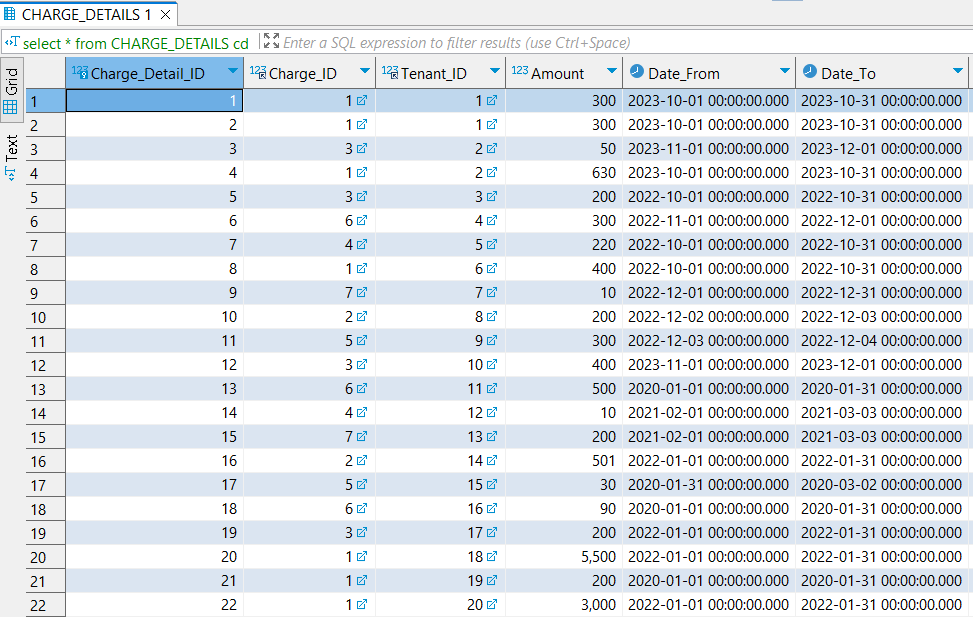 CHARGE_DETAILS 1
select * from CHARGE_DETAILS cd Enter a SQL expression to filter results (use Ctrl+Space)
Grid
Text
123 Charge_Detail_ID 123 Charge_ID 123 Tenant_ID 123 Amount Date_From Date_To
1 1 1 1 300 2023-10-01 00:00:00.000 2023-10-31 00:00:00.000
2 2 1 1 300 2023-10-01 00:00:00.000 2023-10-31 00:00:00.000
3 3 3 2 50 2023-11-01 00:00:00.000 2023-12-01 00:00:00.000
4 4 1 2 630 2023-10-01 00:00:00.000 2023-10-31 00:00:00.000
5 5 3 3 200 2022-10-01 00:00:00.000 2022-10-31 00:00:00.000
6 6 6 4 300 2022-11-01 00:00:00.000 2022-12-01 00:00:00.000
7 7 4 5 220 2022-10-01 00:00:00.000 2022-10-31 00:00:00.000
8 8 1 6 400 2022-10-01 00:00:00.000 2022-10-31 00:00:00.000
9 9 7 7 10 2022-12-01 00:00:00.000 2022-12-31 00:00:00.000
10 10 2 8 200 2022-12-02 00:00:00.000 2022-12-03 00:00:00.000
11 11 5 9 300 2022-12-03 00:00:00.000 2022-12-04 00:00:00.000
12 12 3 10 400 2023-11-01 00:00:00.000 2023-12-01 00:00:00.000
13 13 6 11 500 2020-01-01 00:00:00.000 2020-01-31 00:00:00.000
14 14 4 12 10 2021-02-01 00:00:00.000 2021-03-03 00:00:00.000
15 15 7 13 200 2021-02-01 00:00:00.000 2021-03-03 00:00:00.000
16 16 2 14 501 2022-01-01 00:00:00.000 2022-01-31 00:00:00.000
17 17 5 15 30 2020-01-31 00:00:00.000 2020-03-02 00:00:00.000
18 18 6 16 90 2020-01-01 00:00:00.000 2020-01-31 00:00:00.000
19 19 3 17 200 2022-01-01 00:00:00.000 2022-01-31 00:00:00.000
20 20 1 18 5,500 2022-01-01 00:00:00.000 2022-01-31 00:00:00.000
21 21 1 19 200 2020-01-01 00:00:00.000 2020-01-31 00:00:00.000
22 22 1 20 3,000 2022-01-01 00:00:00.000 2022-01-31 00:00:00.000